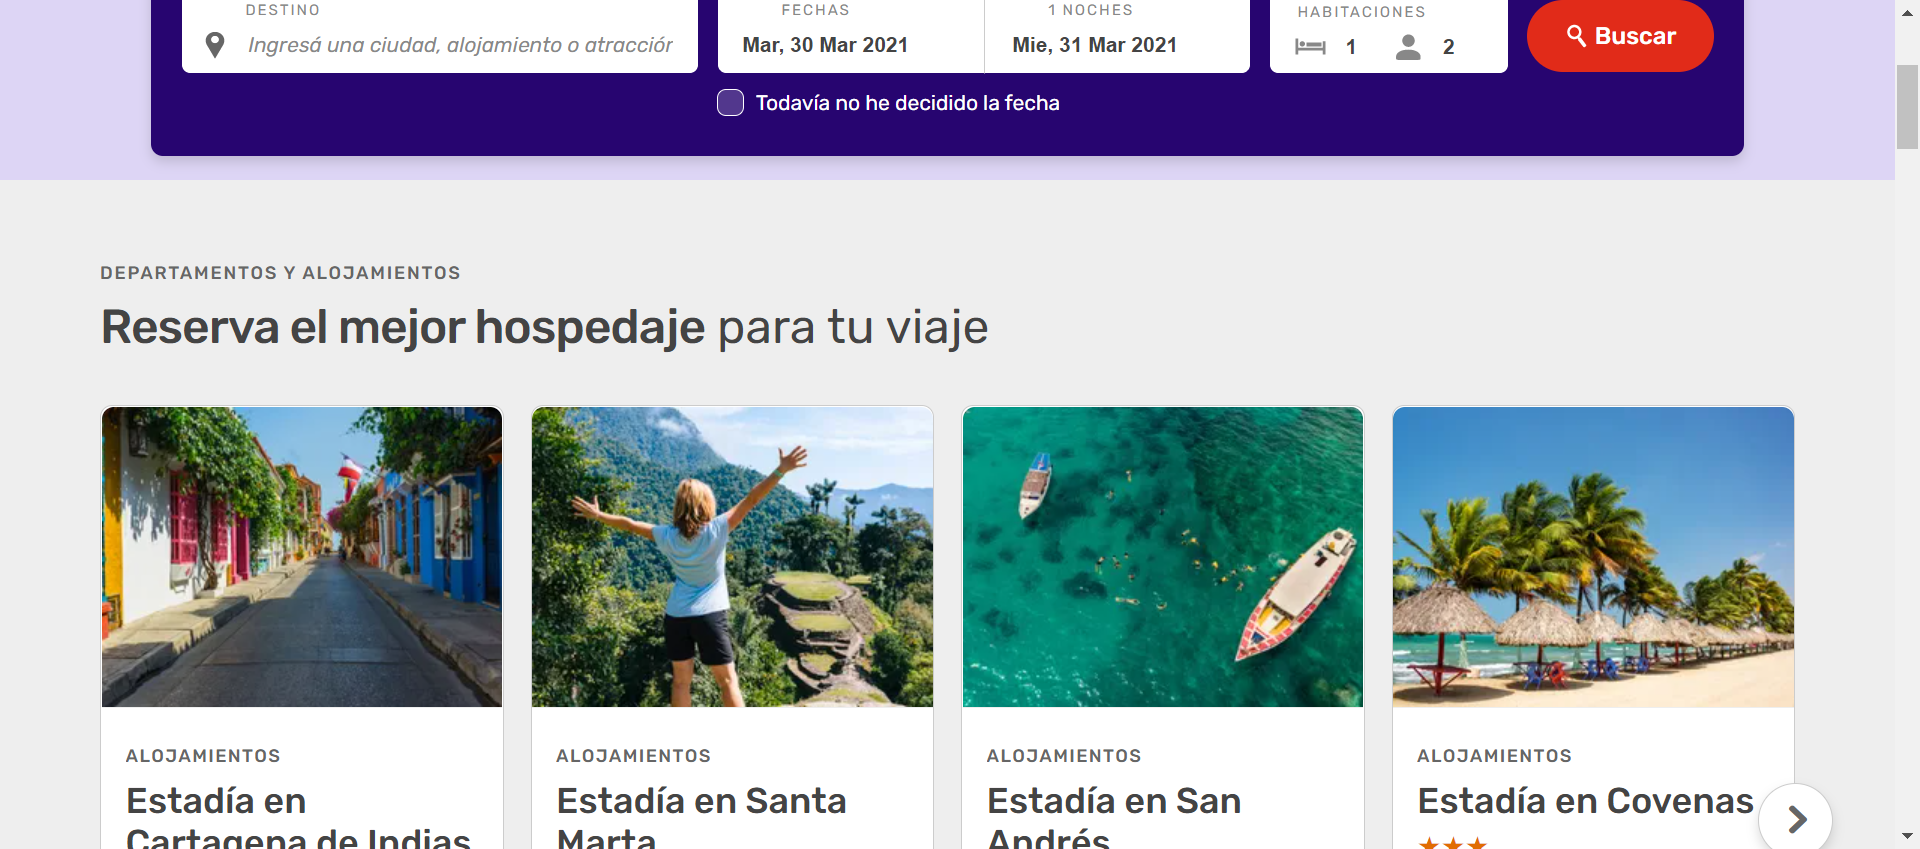 DESTINO
FECHAS
1 NOCHES
HABITACIONES
Ingresá una ciudad, alojamiento o atracciór
Mar, 30 Mar 2021
Mie, 31 Mar 2021
1
2
Buscar
Todavía no he decidido la fecha
DEPARTAMENTOS Y ALOJAMIENTOS
Reserva el mejor hospedaje para tu viaje
ALOJAMIENTOS
Estadía en
Cartagena de Indias
ALOJAMIENTOS
Estadía en Santa
Marta
ALOJAMIENTOS
Estadía en San
Andrés
ALOJAMIENTOS
Estadía en Covenas